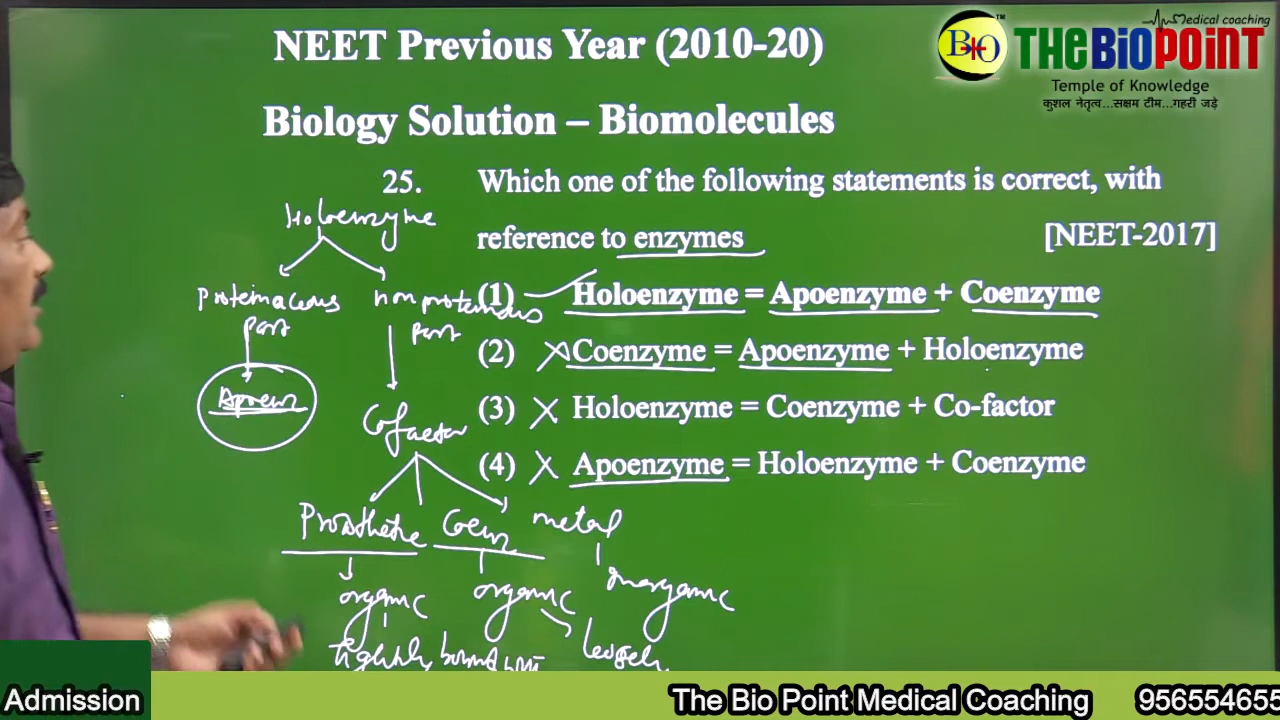 NEET Previous Year (2010-20)
Medical coaching
BIO THE BIO POINT
TM
Temple of Knowledge
कुशल नेतृत्व...सक्षम टीम...गहरी जड़े
Biology Solution – Biomolecules
25. Which one of the following statements is correct, with
reference to enzymes [NEET-2017]
(1) Holoenzyme = Apoenzyme + Coenzyme
(2) Coenzyme = Apoenzyme + Holoenzyme
(3) Holoenzyme = Coenzyme + Co-factor
(4) Apoenzyme = Holoenzyme + Coenzyme
Holoenzyme
Proteinaceous
part
non
part
Cofactor
Prosthetic
metal
organic
organic
inorganic
tightly
Admission
The Bio Point Medical Coaching 956554655